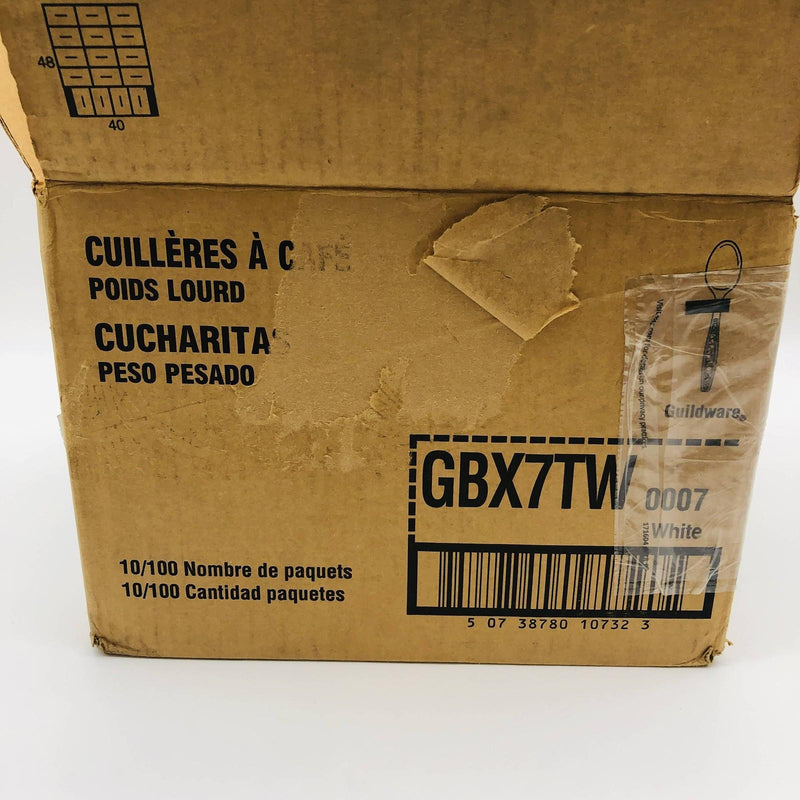 48
40
CUILLÈRES À CAFÉ
POIDS LOURD
CUCHARITAS
PESO PESADO
Guildware®
GBX7TW 0007
White
10/100 Nombre de paquets
10/100 Cantidad paquetes
5 07 38780 10732 3